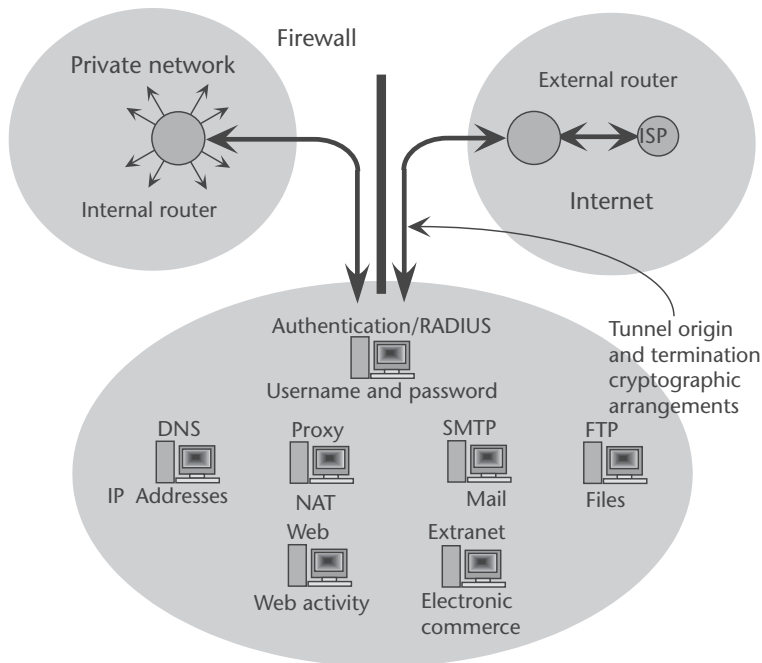 Firewall
Private network
Internal router
External router
ISP
Internet
Tunnel origin
and termination
cryptographic
arrangements
Authentication/RADIUS
Username and password
DNS
IP Addresses
Proxy
NAT
SMTP
Mail
FTP
Files
Web
Web activity
Extranet
Electronic
commerce